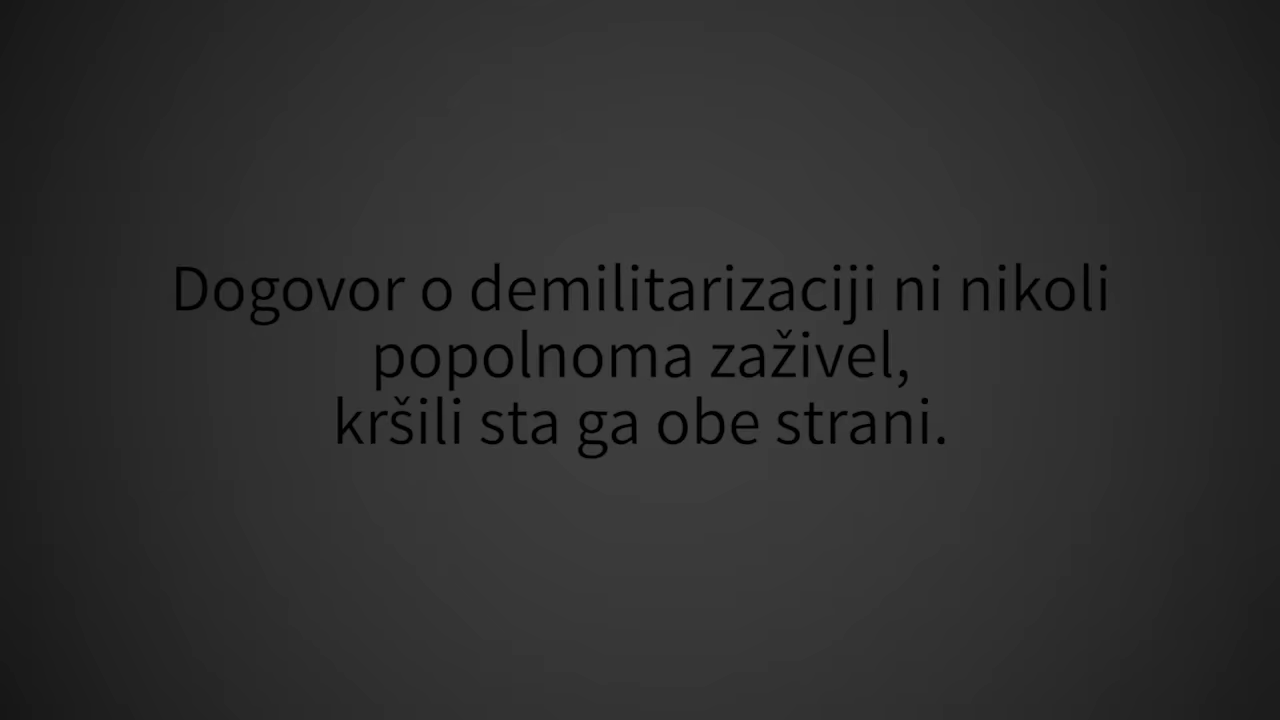 Dogovor o demilitarizaciji ni nikoli
popolnoma zaživel,
kršili sta ga obe strani.